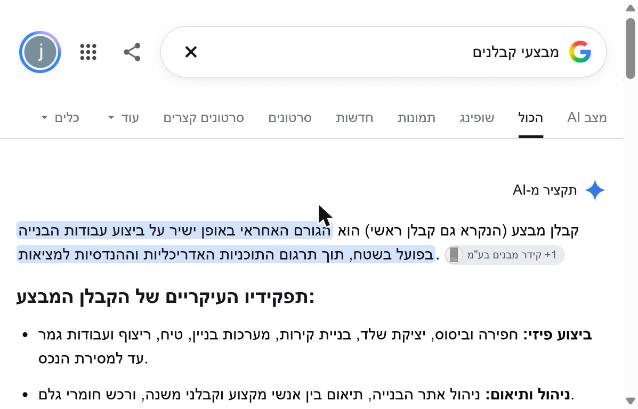 מבצעי קבלנים
j
מצב AI הכול שופינג תמונות חדשות סרטונים סרטונים קצרים עוד כלים
תקציר מ-AI
קבלן מבצע (הנקרא גם קבלן ראשי) הוא הגורם האחראי באופן ישיר על ביצוע עבודות הבנייה
בפועל בשטח, תוך תרגום התוכניות האדריכליות וההנדסיות למציאות. קידר מבנים בע"מ +1
תפקידיו העיקריים של הקבלן המבצע:
• ביצוע פיזי: חפירה וביסוס, יציקת שלד, בניית קירות, מערכות בניין, טיח, ריצוף ועבודות גמר
עד למסירת הנכס.
• ניהול ותיאום: ניהול אתר הבנייה, תיאום בין אנשי מקצוע וקבלני משנה, ורכש חומרי גלם.